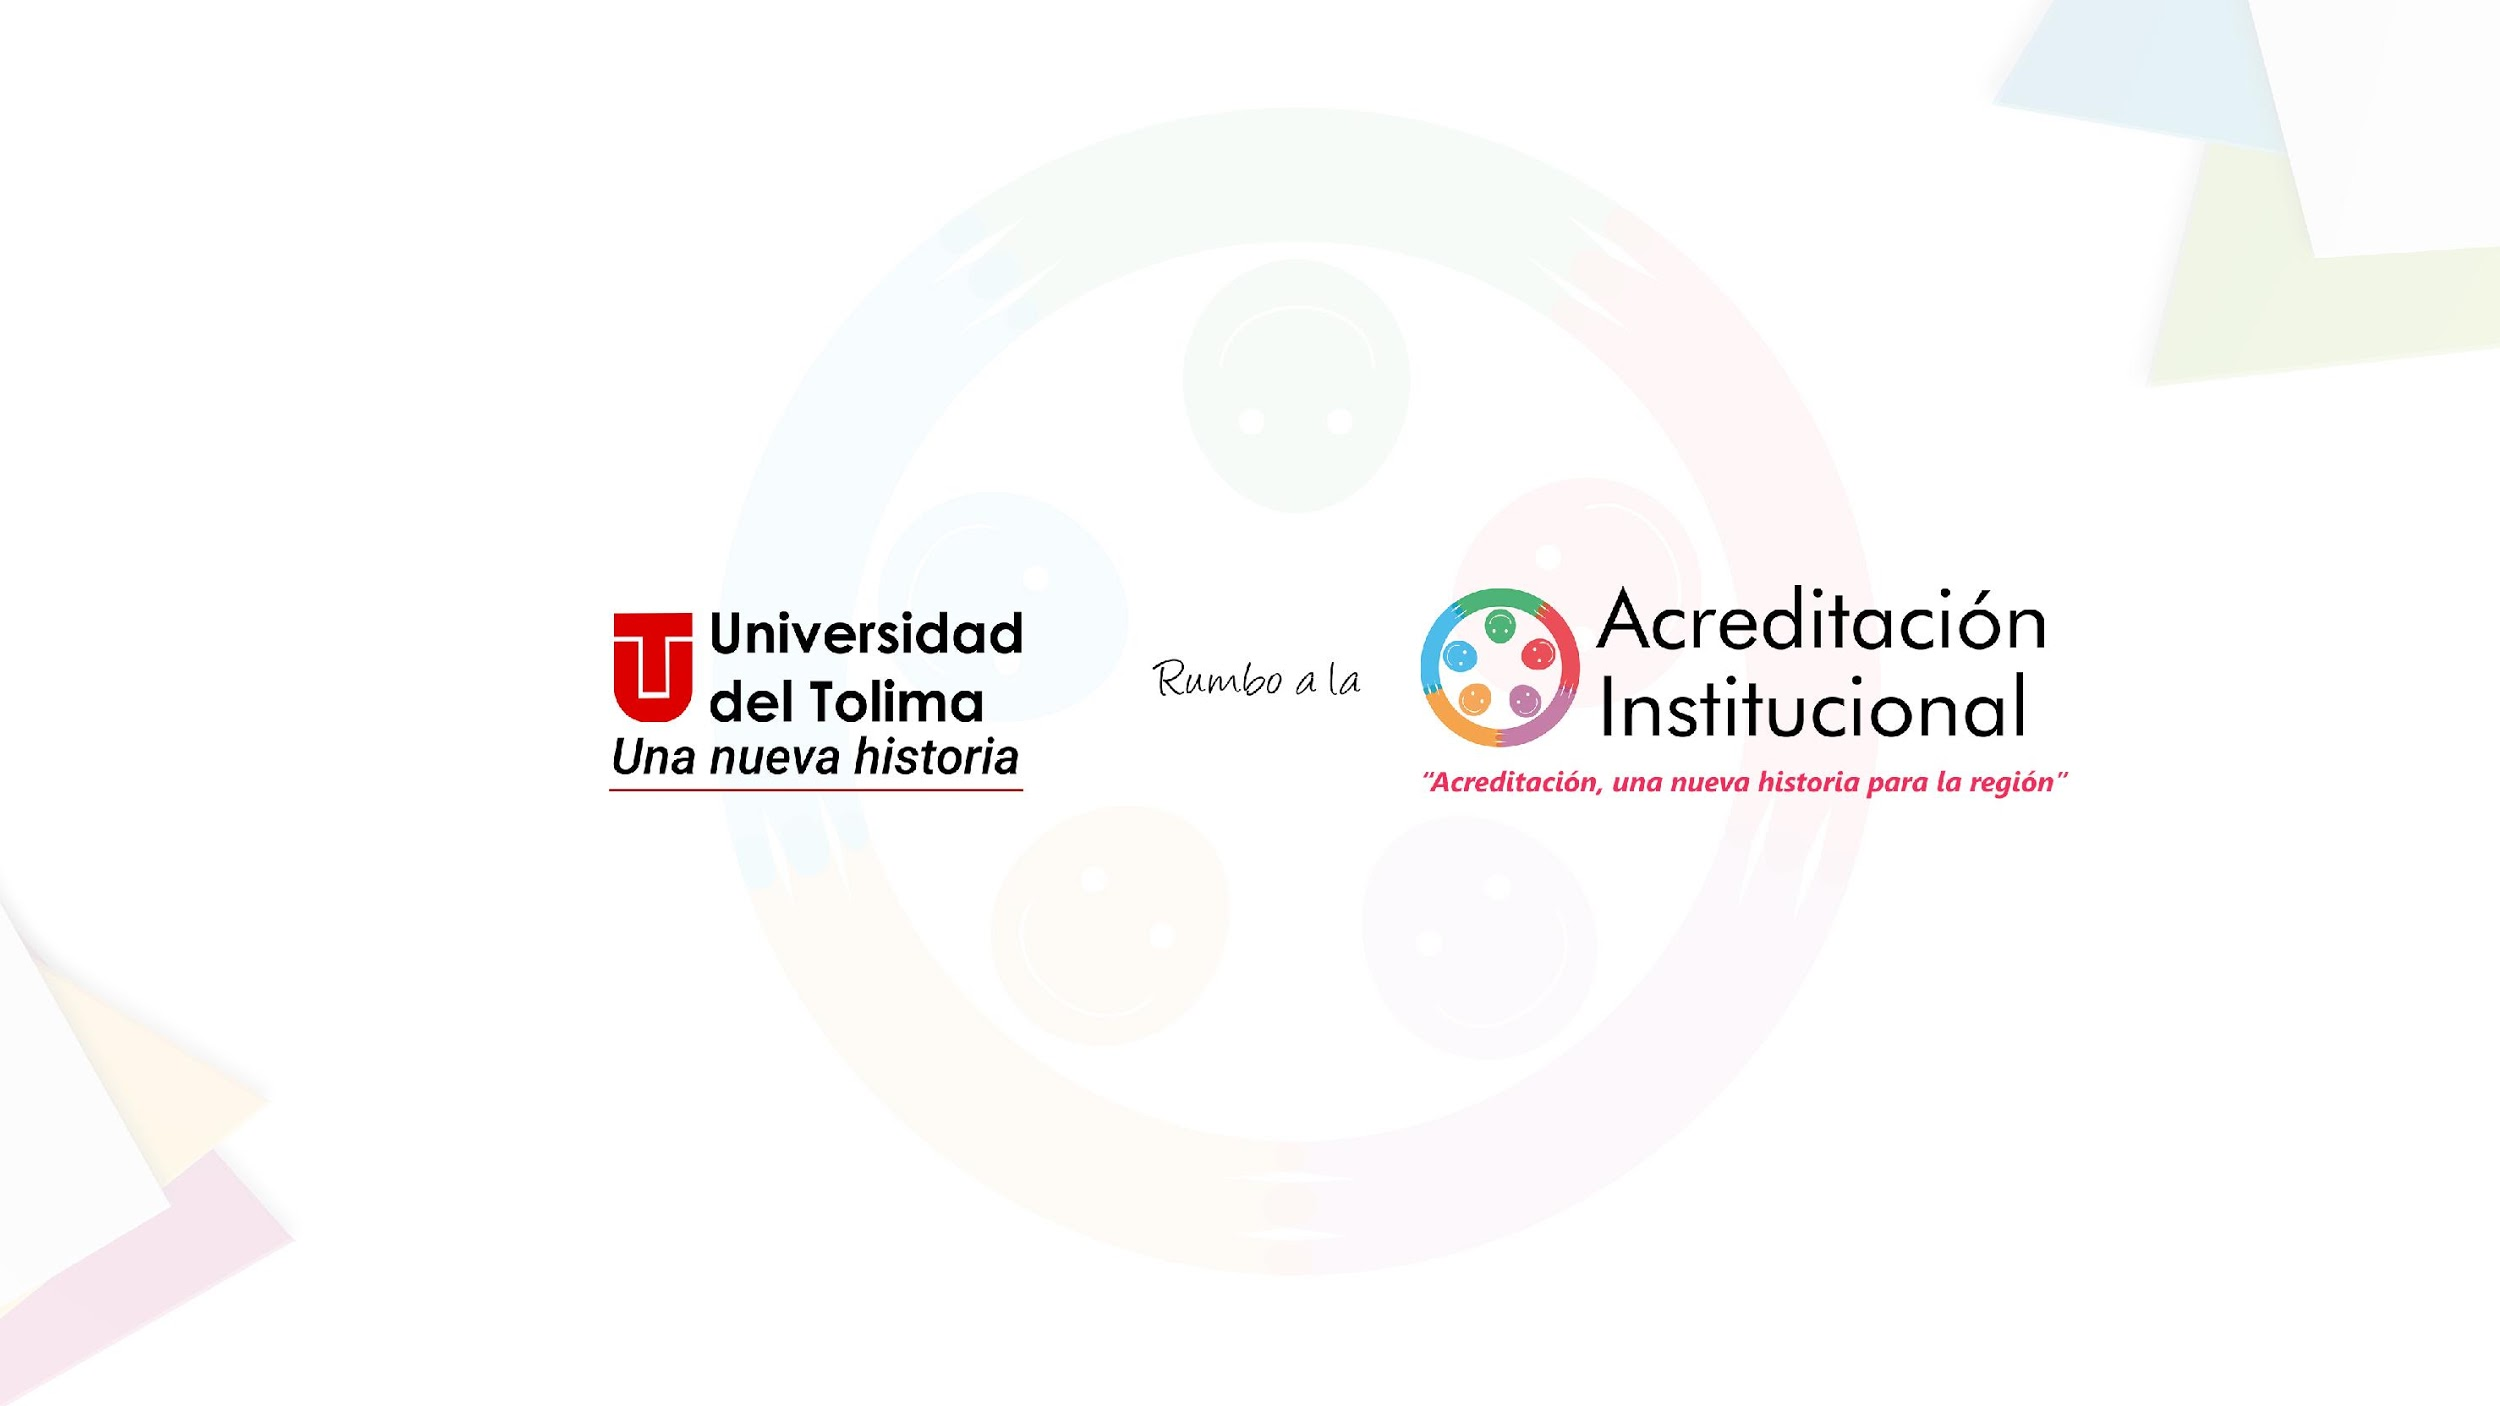 Universidad
del Tolima
Una nueva historia
Rumbo a la
Acreditación
Institucional
"Acreditación, una nueva historia para la región"